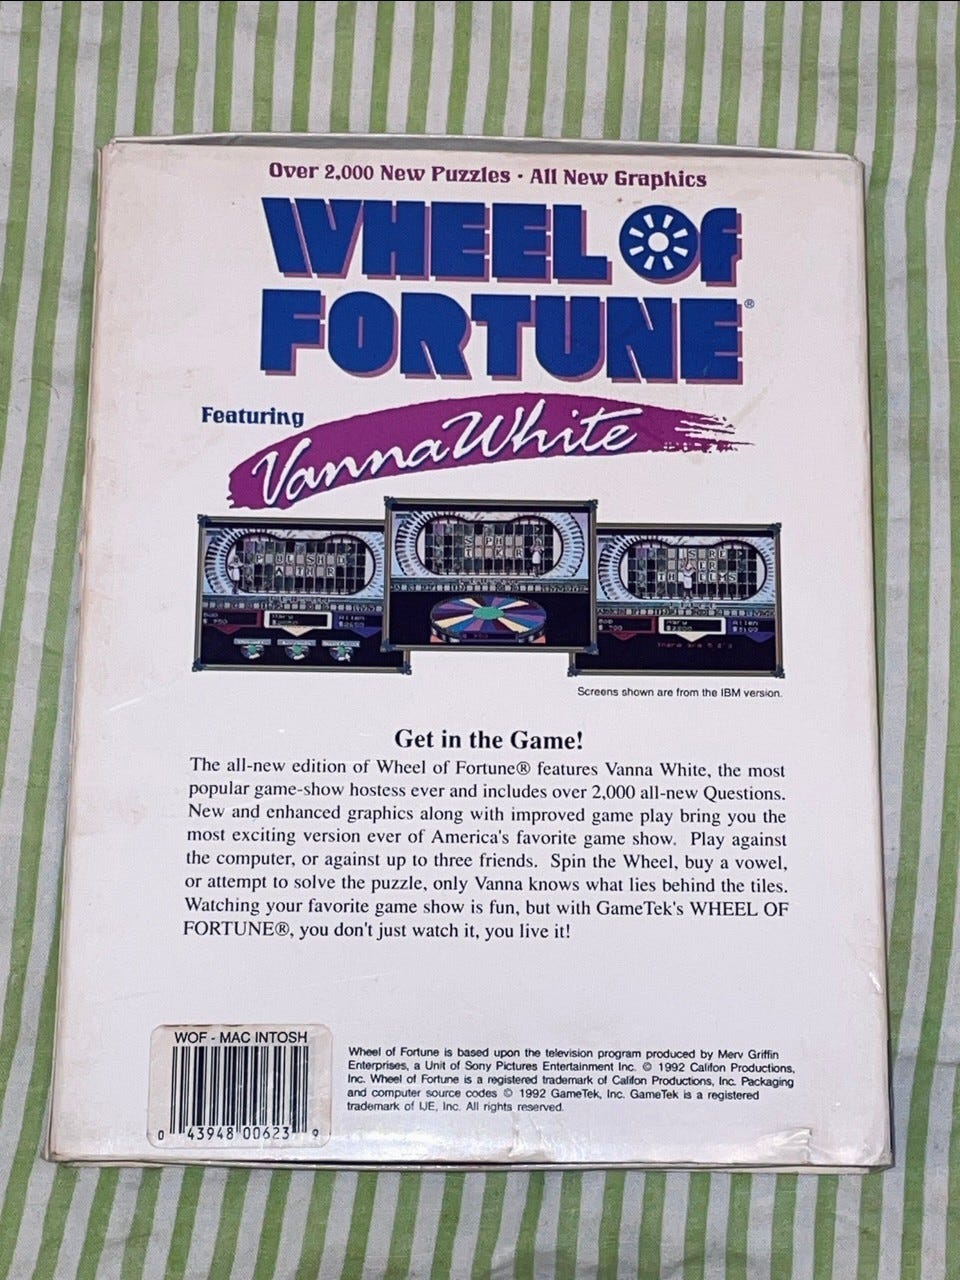 Over 2,000 New Puzzles · All New Graphics
WHEEL OF
FORTUNE®
Featuring
Vanna White
Mary
Allen
Mary
Allen
Screens shown are from the IBM version.
Get in the Game!
The all-new edition of Wheel of Fortune® features Vanna White, the most
popular game-show hostess ever and includes over 2,000 all-new Questions.
New and enhanced graphics along with improved game play bring you the
most exciting version ever of America's favorite game show. Play against
the computer, or against up to three friends. Spin the Wheel, buy a vowel,
or attempt to solve the puzzle, only Vanna knows what lies behind the tiles.
Watching your favorite game show is fun, but with GameTek's WHEEL OF
FORTUNE®, you don't just watch it, you live it!
WOF - MAC INTOSH
0 43948 00623 9
Wheel of Fortune is based upon the television program produced by Merv Griffin
Enterprises, a Unit of Sony Pictures Entertainment Inc. © 1992 Califon Productions,
Inc. Wheel of Fortune is a registered trademark of Califon Productions, Inc. Packaging
and computer source codes © 1992 GameTek, Inc. GameTek is a registered
trademark of IJE, Inc. All rights reserved.